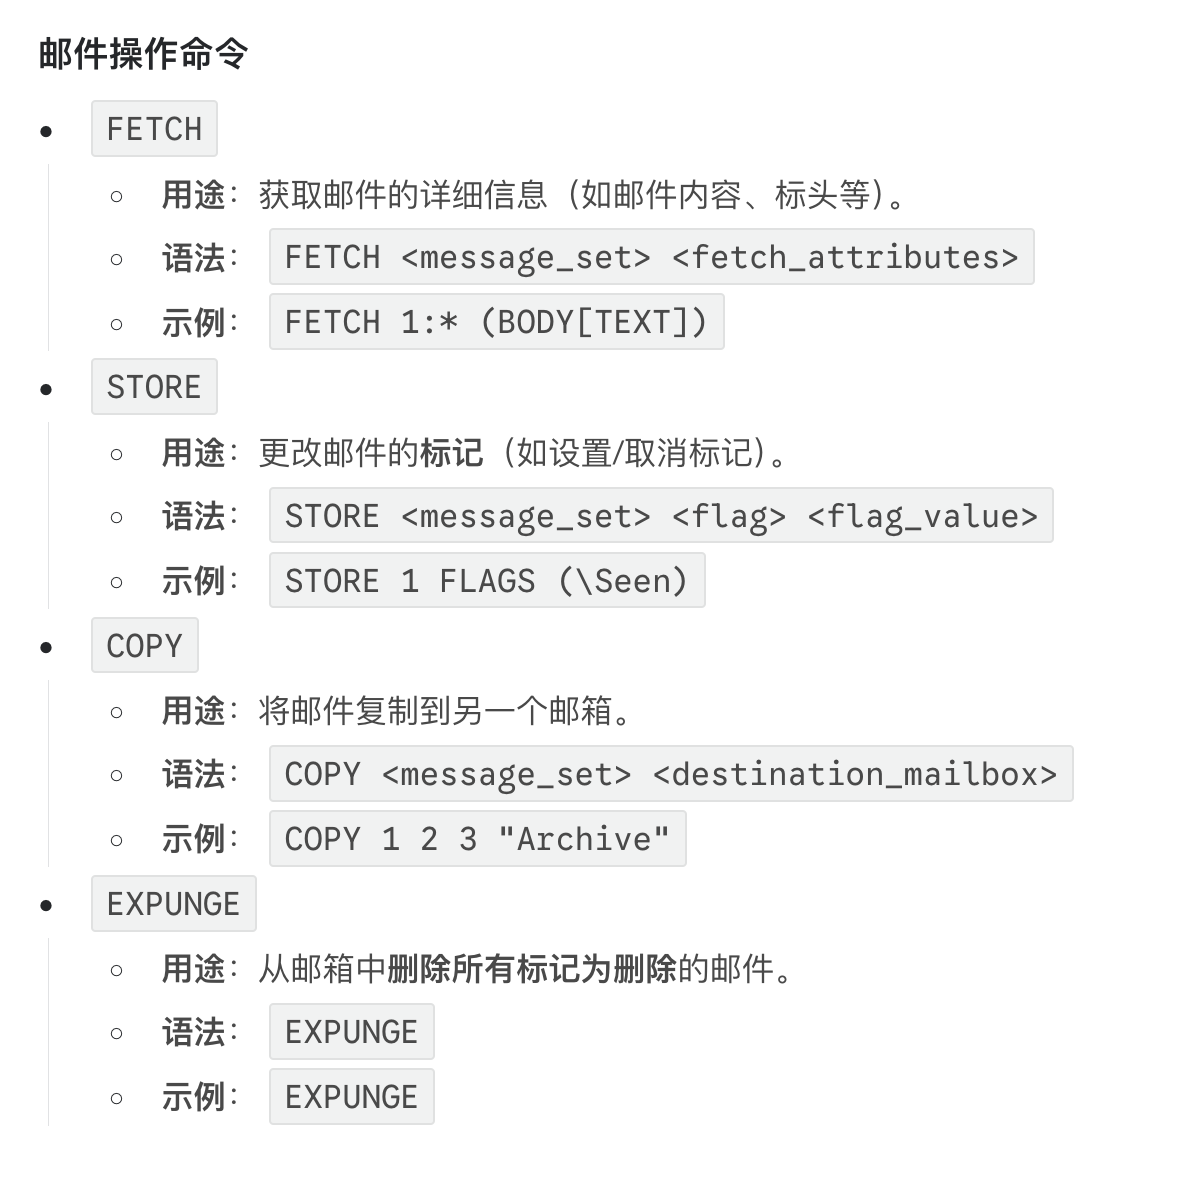 邮件操作命令
FETCH
用途：获取邮件的详细信息（如邮件内容、标头等）。
语法： FETCH <message_set> <fetch_attributes>
示例： FETCH 1:* (BODY[TEXT])
STORE
用途：更改邮件的标记（如设置/取消标记）。
语法： STORE <message_set> <flag> <flag_value>
示例： STORE 1 FLAGS (\Seen)
COPY
用途：将邮件复制到另一个邮箱。
语法： COPY <message_set> <destination_mailbox>
示例： COPY 1 2 3 "Archive"
EXPUNGE
用途：从邮箱中删除所有标记为删除的邮件。
语法： EXPUNGE
示例： EXPUNGE